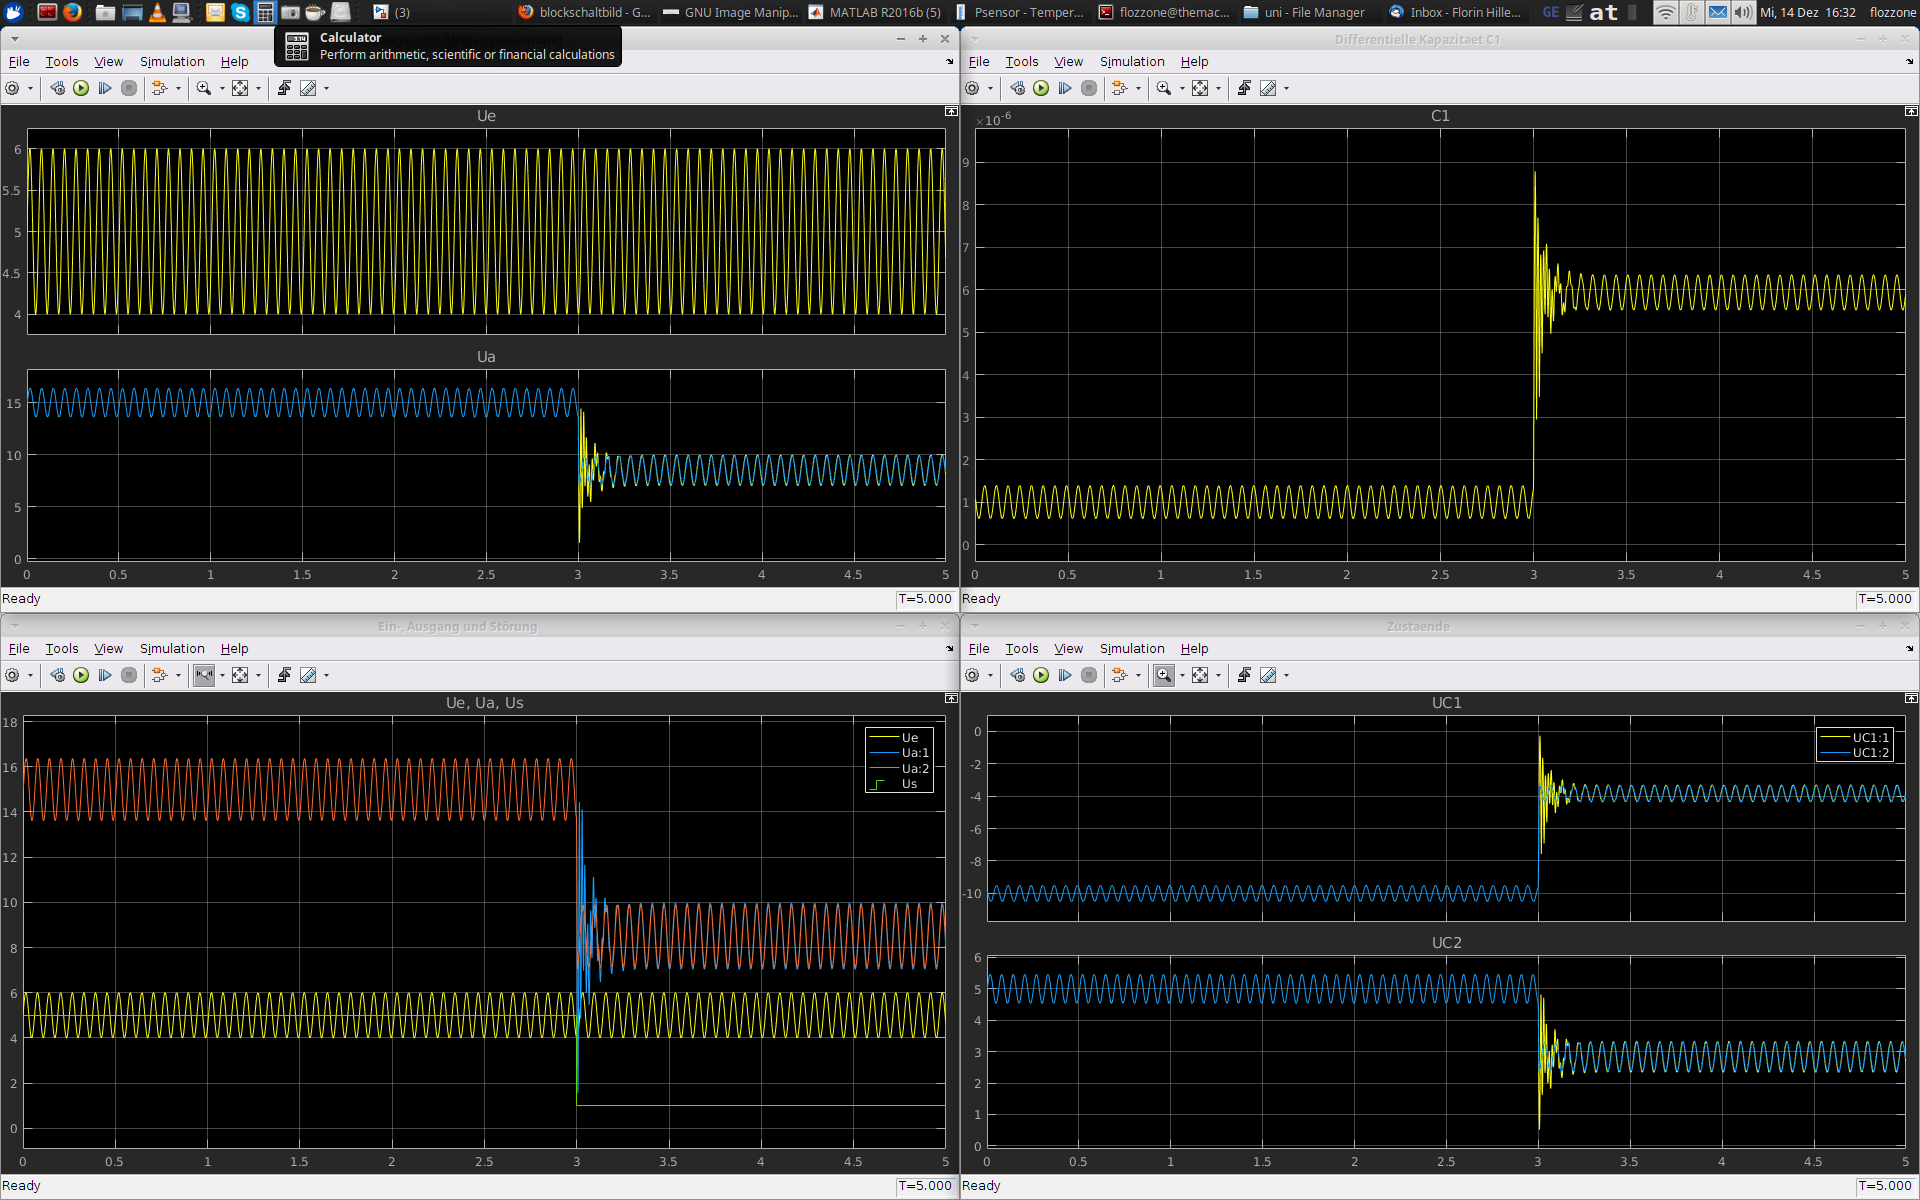 (3)
blockschaltbild - G...
GNU Image Manip...
MATLAB R2016b (5)
Psensor - Temper...
flozzone@themac...
uni - File Manager
Inbox - Florin Hille...
GE
at
Mi, 14 Dez 16:32
flozzone
Calculator
Perform arithmetic, scientific or financial calculations
File Tools View Simulation Help
Ue
6
5.5
5
4.5
4
Ua
15
10
5
0
0 0.5 1 1.5 2 2.5 3 3.5 4 4.5 5
Ready T=5.000
Differentielle Kapazitaet C1
File Tools View Simulation Help
×10-6
C1
9
8
7
6
5
4
3
2
1
0
0 0.5 1 1.5 2 2.5 3 3.5 4 4.5 5
Ready T=5.000
Ein-, Ausgang und Störung
File Tools View Simulation Help
Ue, Ua, Us
18
16
14
12
10
8
6
4
2
0
Ue
Ua:1
Ua:2
Us
0 0.5 1 1.5 2 2.5 3 3.5 4 4.5 5
Ready T=5.000
Zustaende
File Tools View Simulation Help
UC1
0
-2
-4
-6
-8
-10
UC1:1
UC1:2
UC2
6
5
4
3
2
1
0
0 0.5 1 1.5 2 2.5 3 3.5 4 4.5 5
Ready T=5.000